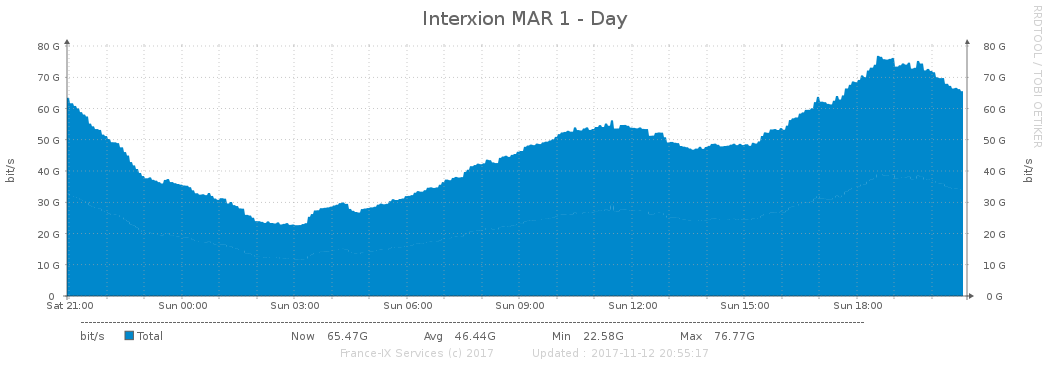 Interxion MAR 1 - Day
RRDTOOL / TOBI OETIKER
bit/s
80 G
70 G
60 G
50 G
40 G
30 G
20 G
10 G
0
80 G
70 G
60 G
50 G
40 G
30 G
20 G
10 G
0 G
bit/s
Sat 21:00 Sun 00:00 Sun 03:00 Sun 06:00 Sun 09:00 Sun 12:00 Sun 15:00 Sun 18:00
bit/s Total Now 65.47G Avg 46.44G Min 22.58G Max 76.77G
France-IX Services (c) 2017 Updated : 2017-11-12 20:55:17